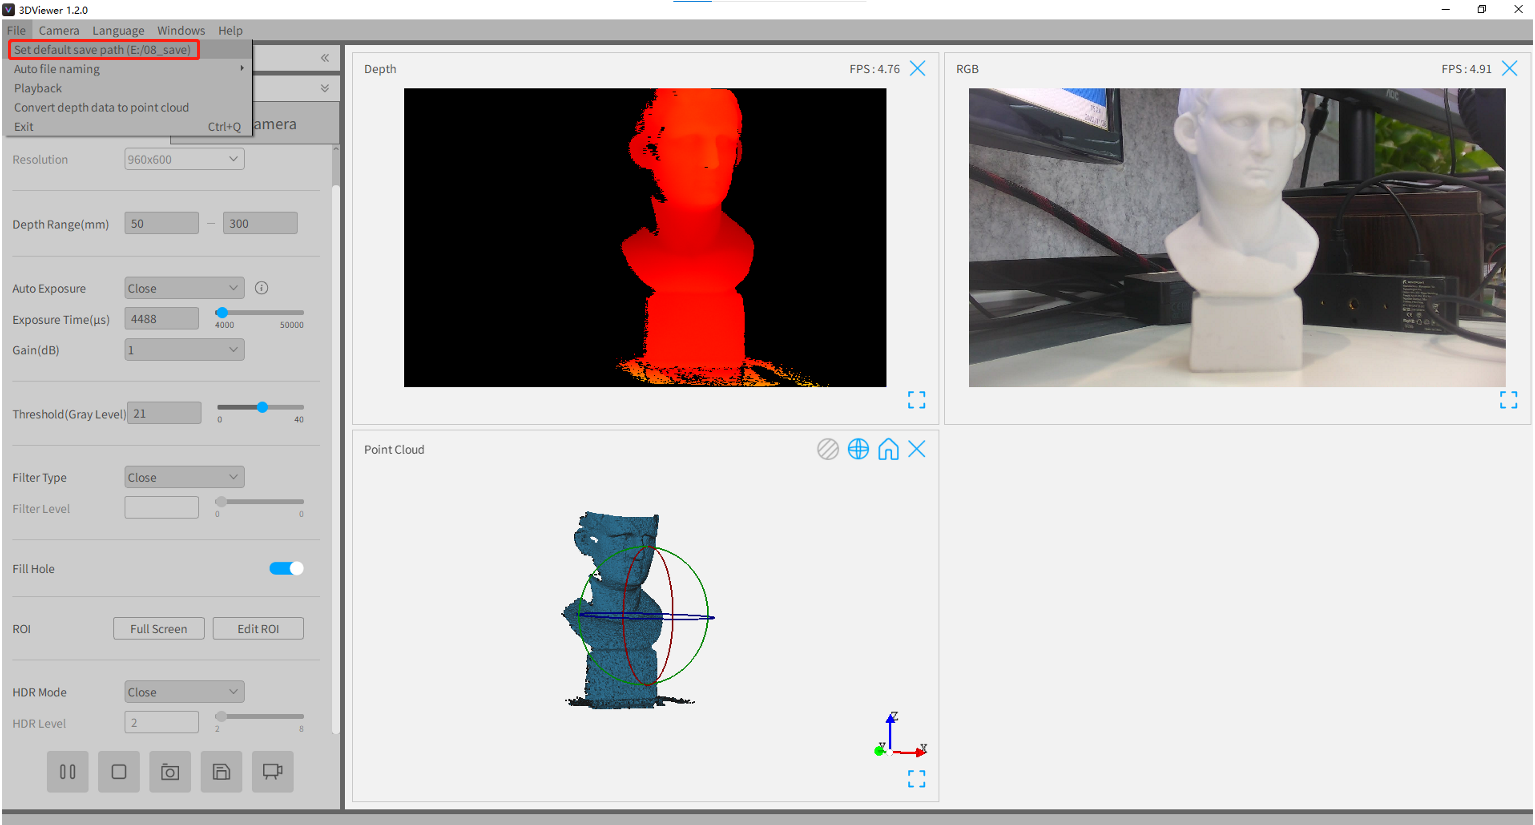 3DViewer 1.2.0
File Camera Language Windows Help
Set default save path (E:/08_save)
Auto file naming
Playback
Convert depth data to point cloud
Exit Ctrl+Q
amera
Resolution 960x600
Depth Range(mm) 50 — 300
Auto Exposure Close
Exposure Time(μs) 4488
4000 50000
Gain(dB) 1
Threshold(Gray Level) 21
0 40
Filter Type Close
Filter Level
0 0
Fill Hole
ROI Full Screen Edit ROI
HDR Mode Close
HDR Level 2
2 8
Depth FPS : 4.76
RGB FPS : 4.91
Point Cloud
Z
Y X